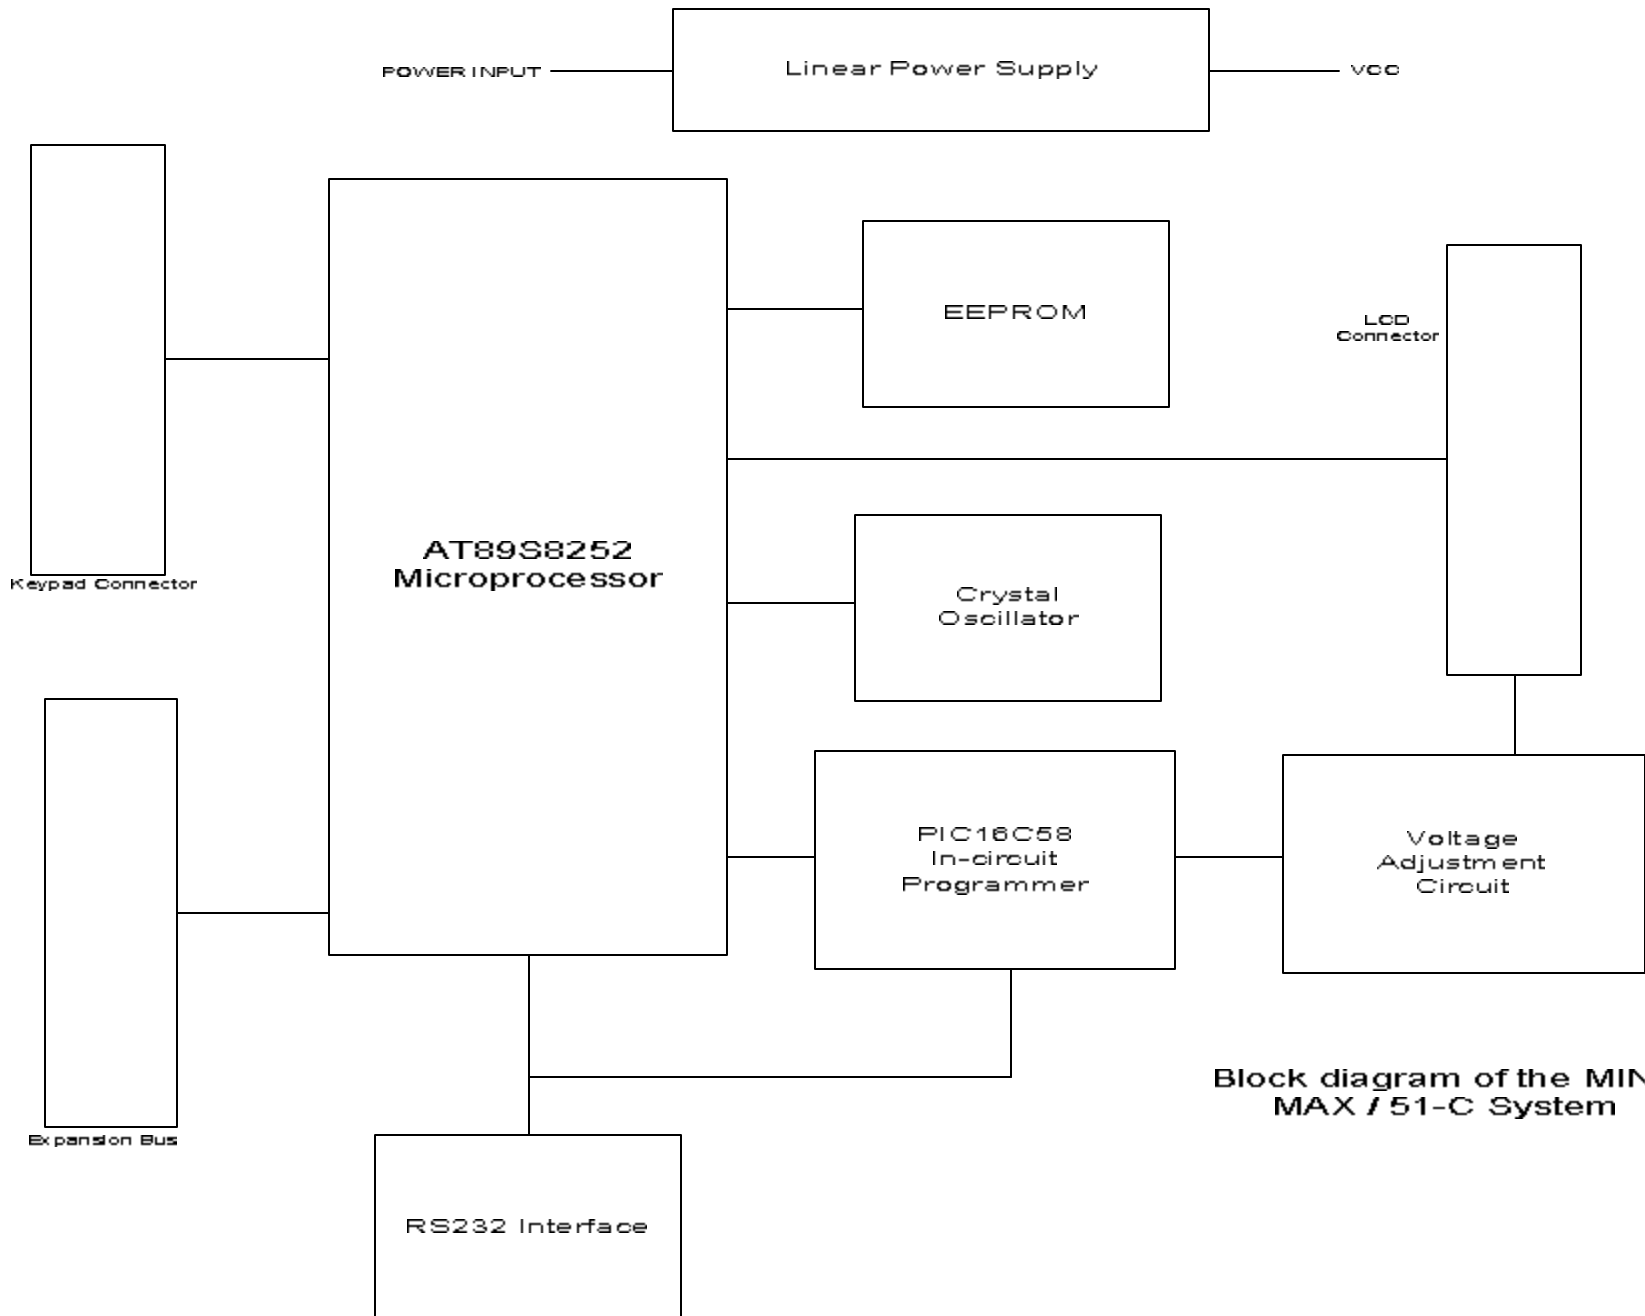 POWER INPUT
Linear Power Supply
VCC
EEPROM
LCD
Connector
AT89S8252
Microprocessor
Keypad Connector
Crystal
Oscillator
PIC16C58
In-circuit
Programmer
Voltage
Adjustment
Circuit
Block diagram of the MIN
MAX / 51-C System
Expansion Bus
RS232 Interface